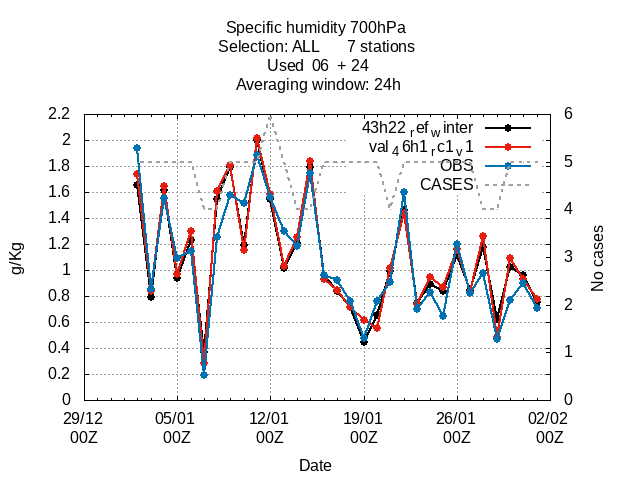 Specific humidity 700hPa
Selection: ALL 7 stations
Used 06 + 24
Averaging window: 24h
2.2
2
1.8
1.6
1.4
1.2
1
0.8
0.6
0.4
0.2
0
g/Kg
6
5
4
3
2
1
0
No cases
43h22ref winter
val46h1rc1v1
OBS
CASES
29/12 05/01 12/01 19/01 26/01 02/02
00Z 00Z 00Z 00Z 00Z 00Z
Date